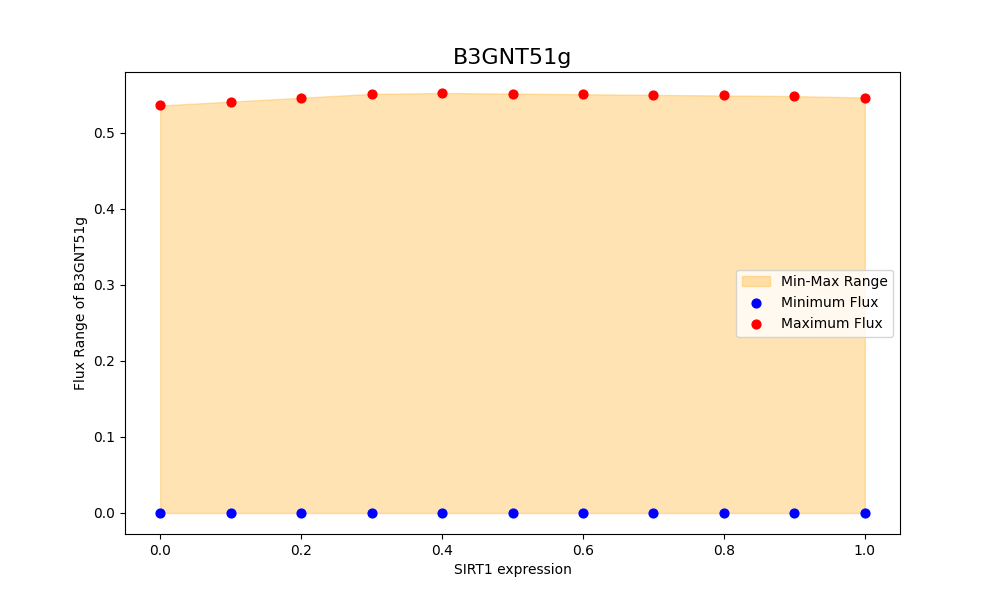 B3GNT51g
Flux Range of B3GNT51g
0.5
0.4
0.3
0.2
0.1
0.0
Min-Max Range
Minimum Flux
Maximum Flux
0.0 0.2 0.4 0.6 0.8 1.0
SIRT1 expression